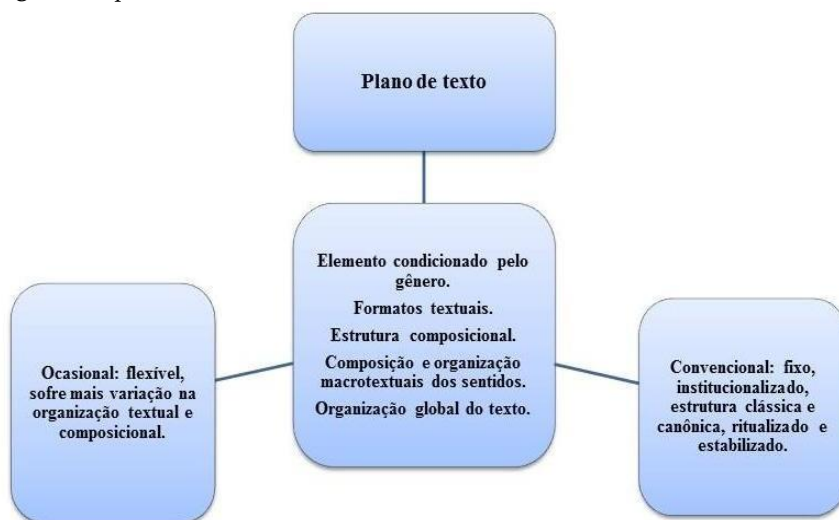 Plano de texto
Elemento condicionado pelo
gênero.
Formatos textuais.
Estrutura composicional.
Composição e organização
macrotextuais dos sentidos.
Organização global do texto.
Ocasional: flexível,
sofre mais variação na
organização textual e
composicional.
Convencional: fixo,
institucionalizado,
estrutura clássica e
canônica, ritualizado e
estabilizado.